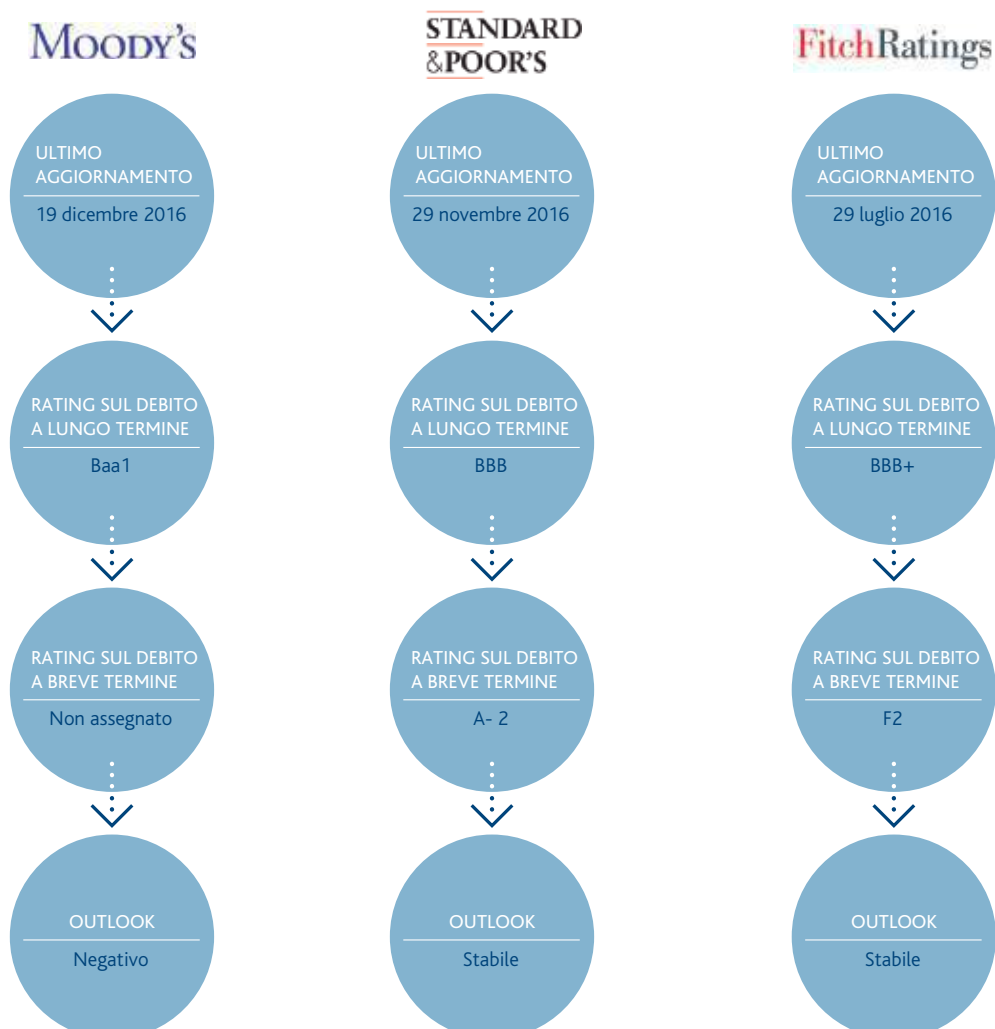 MOODY'S
STANDARD
&POOR'S
FitchRatings
ULTIMO
AGGIORNAMENTO
19 dicembre 2016
ULTIMO
AGGIORNAMENTO
29 novembre 2016
ULTIMO
AGGIORNAMENTO
29 luglio 2016
RATING SUL DEBITO
A LUNGO TERMINE
Baa1
RATING SUL DEBITO
A LUNGO TERMINE
BBB
RATING SUL DEBITO
A LUNGO TERMINE
BBB+
RATING SUL DEBITO
A BREVE TERMINE
Non assegnato
RATING SUL DEBITO
A BREVE TERMINE
A- 2
RATING SUL DEBITO
A BREVE TERMINE
F2
OUTLOOK
Negativo
OUTLOOK
Stabile
OUTLOOK
Stabile